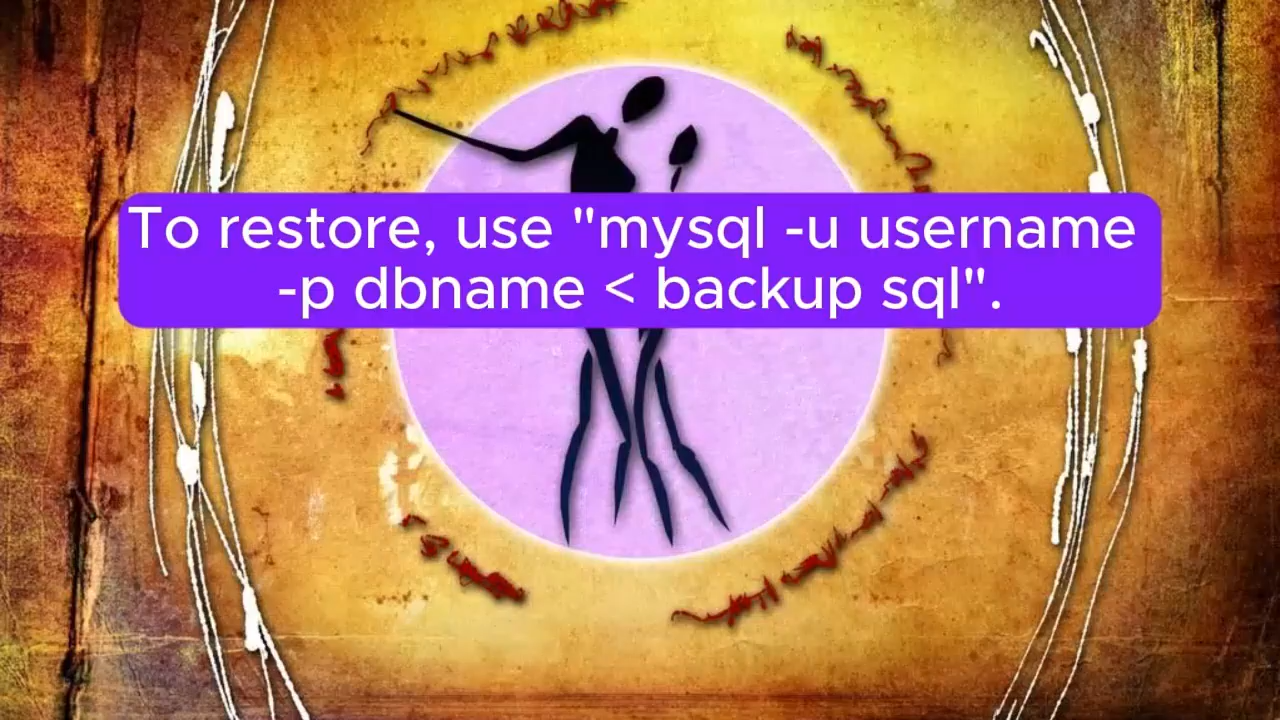 To restore, use "mysql -u username
-p dbname < backup sql".